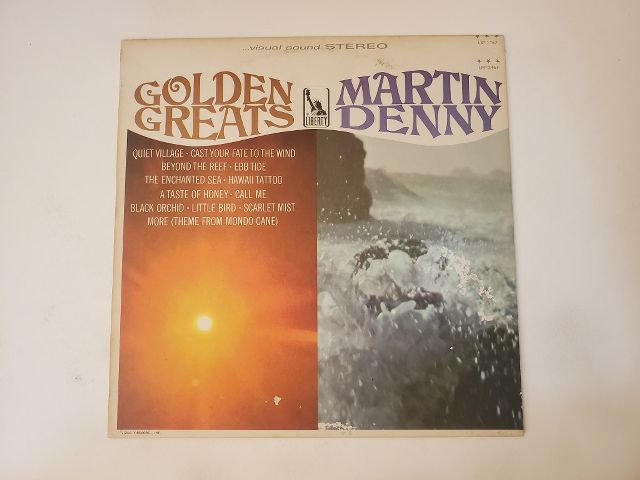 ...visual sound STEREO
GOLDEN
GREATS
LIBERTY
MARTIN
DENNY
QUIET VILLAGE · CAST YOUR FATE TO THE WIND
BEYOND THE REEF · EBB TIDE
THE ENCHANTED SEA · HAWAII TATTOO
A TASTE OF HONEY · CALL ME
BLACK ORCHID · LITTLE BIRD · SCARLET MIST
MORE (THEME FROM MONDO CANE)